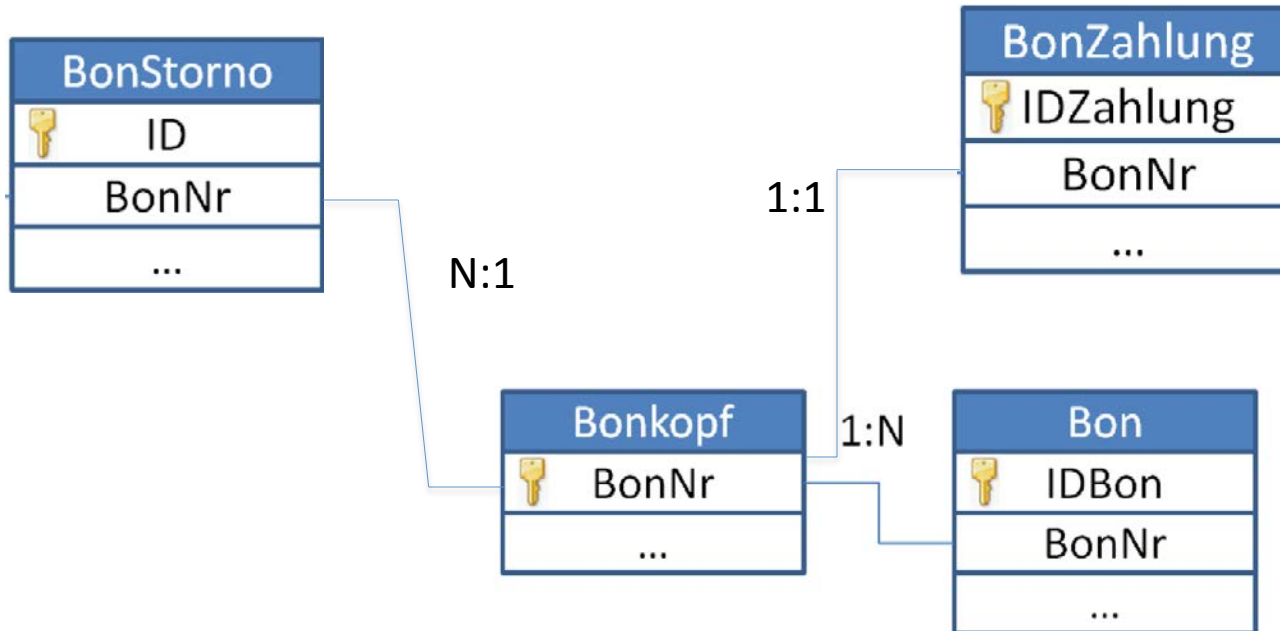 BonStorno
ID
BonNr
...
BonZahlung
IDZahlung
BonNr
...
1:1
N:1
Bonkopf
BonNr
...
1:N
Bon
IDBon
BonNr
...